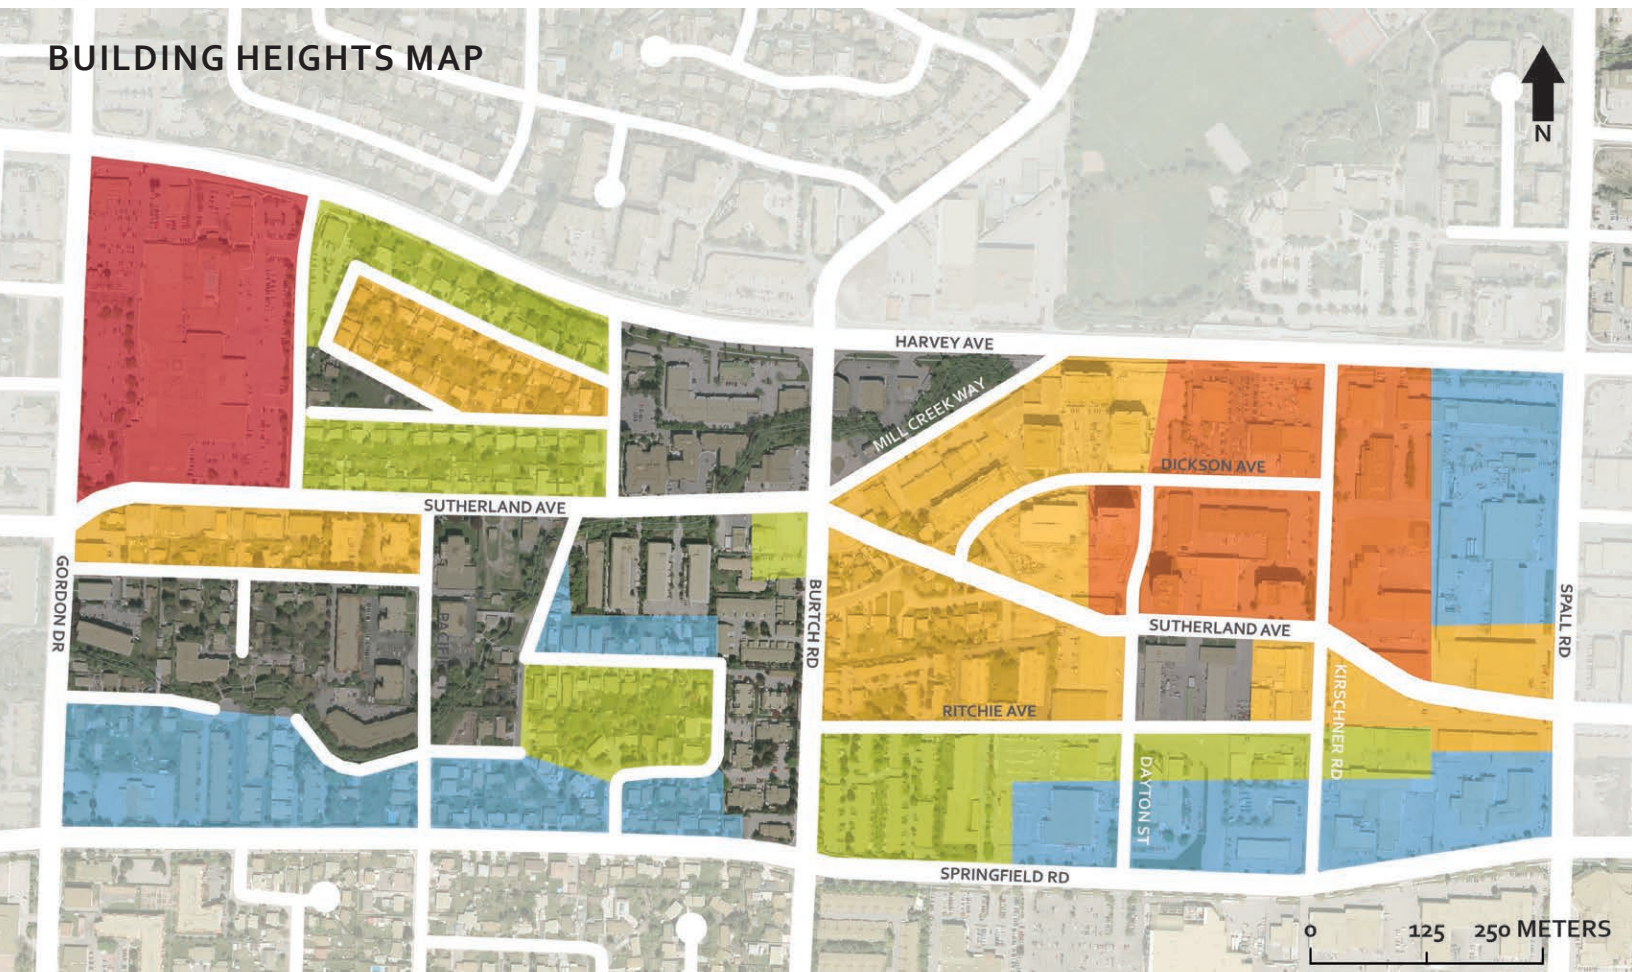 BUILDING HEIGHTS MAP
N
HARVEY AVE
MILL CREEK WAY
DICKSON AVE
SUTHERLAND AVE
GORDON DR
PACIFIC
BURTCH RD
SPALL RD
SUTHERLAND AVE
KIRSCHNER RD
RITCHIE AVE
DAYTON ST
SPRINGFIELD RD
0 125 250 METERS